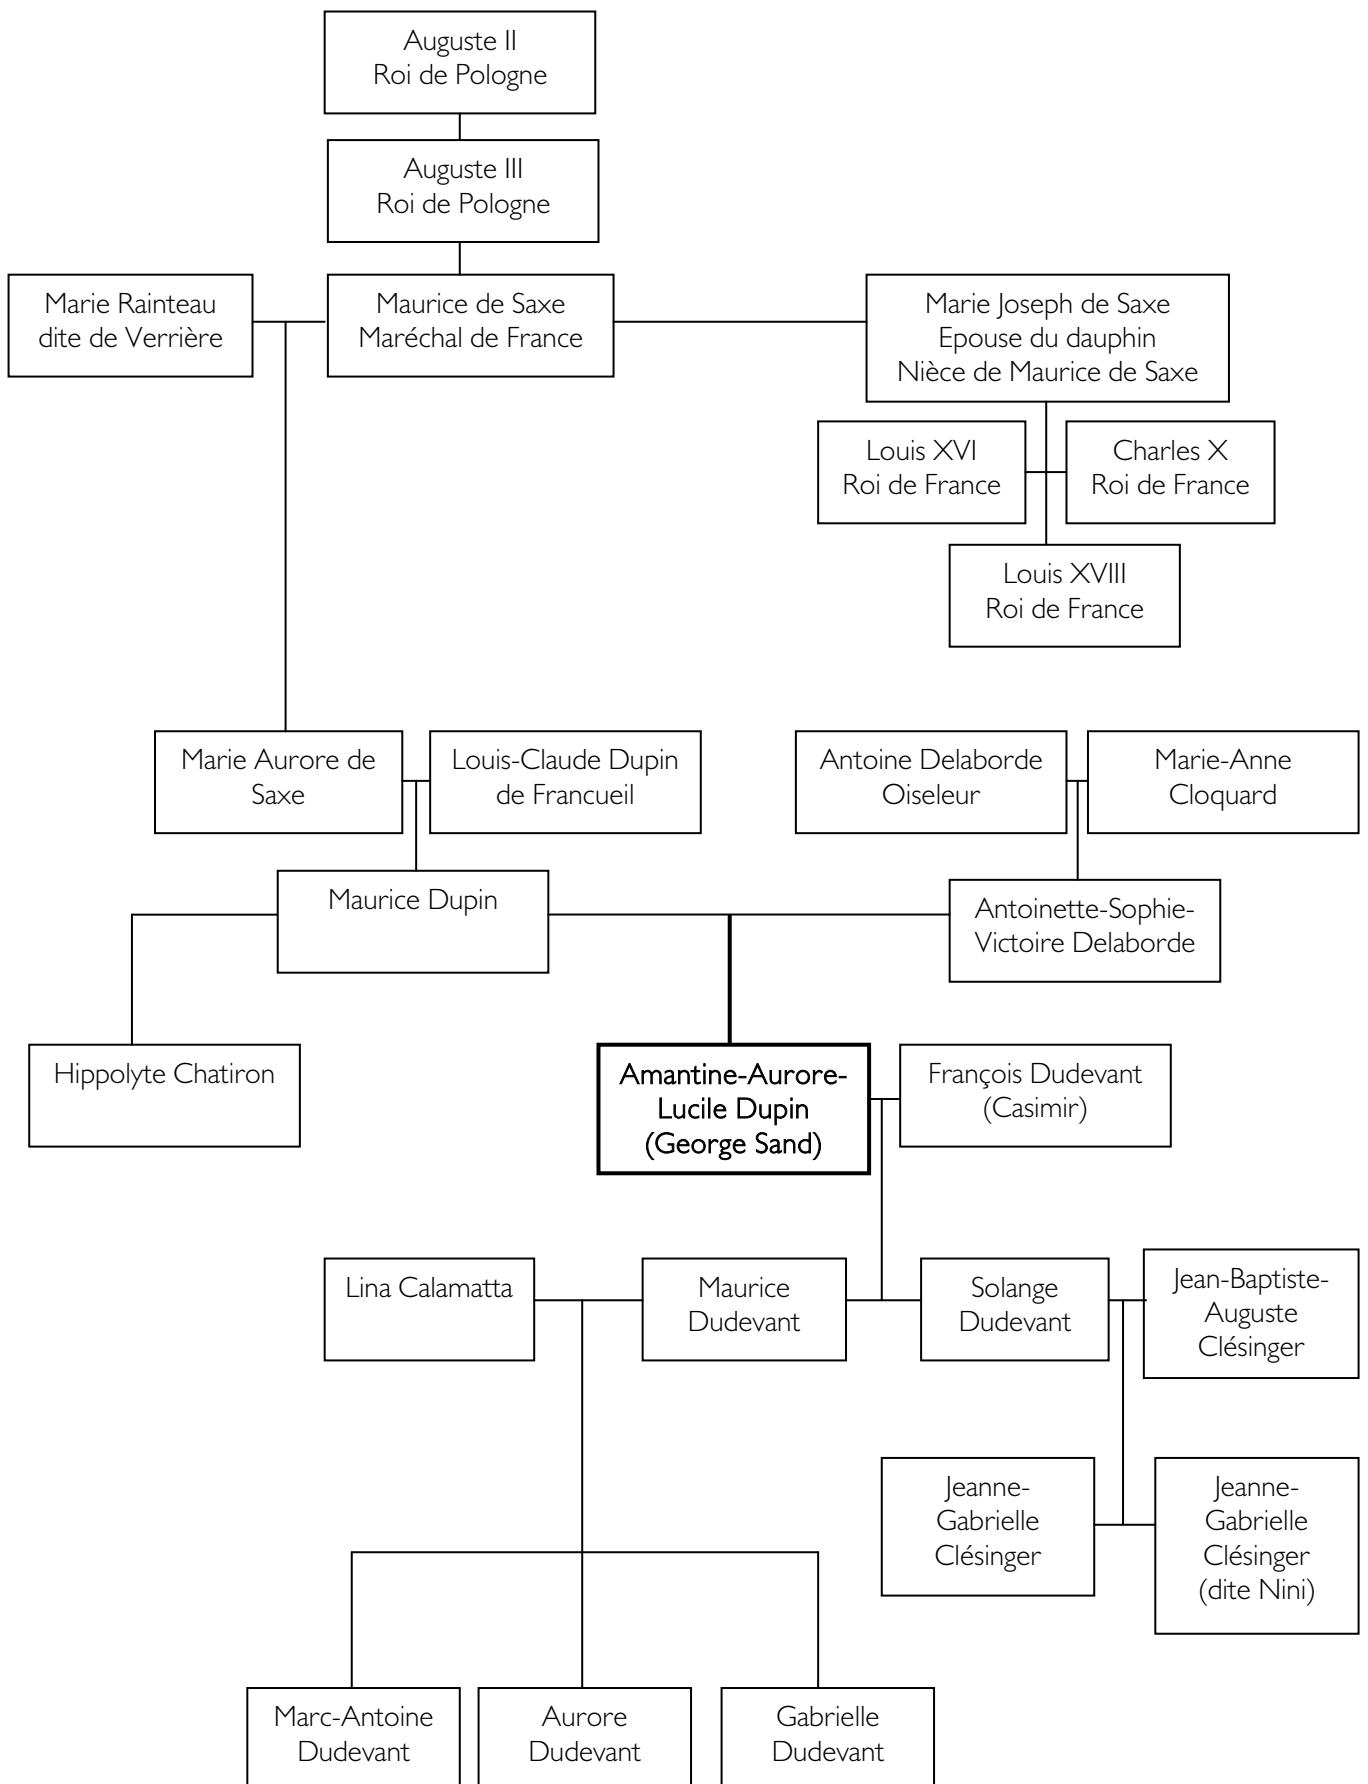 Auguste II
Roi de Pologne
Auguste III
Roi de Pologne
Marie Rainteau
dite de Verrière
Maurice de Saxe
Maréchal de France
Marie Joseph de Saxe
Epouse du dauphin
Nièce de Maurice de Saxe
Louis XVI
Roi de France
Charles X
Roi de France
Louis XVIII
Roi de France
Marie Aurore de
Saxe
Louis-Claude Dupin
de Francueil
Antoine Delaborde
Oiseleur
Marie-Anne
Cloquard
Maurice Dupin
Antoinette-Sophie-
Victoire Delaborde
Hippolyte Chatiron
Amantine-Aurore-
Lucile Dupin
(George Sand)
François Dudevant
(Casimir)
Lina Calamatta
Maurice
Dudevant
Solange
Dudevant
Jean-Baptiste-
Auguste
Clésinger
Jeanne-
Gabrielle
Clésinger
Jeanne-
Gabrielle
Clésinger
(dite Nini)
Marc-Antoine
Dudevant
Aurore
Dudevant
Gabrielle
Dudevant